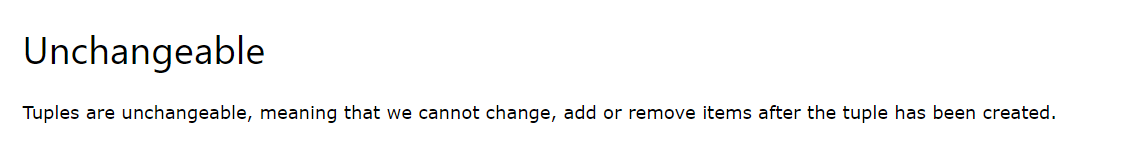 Unchangeable
Tuples are unchangeable, meaning that we cannot change, add or remove items after the tuple has been created.